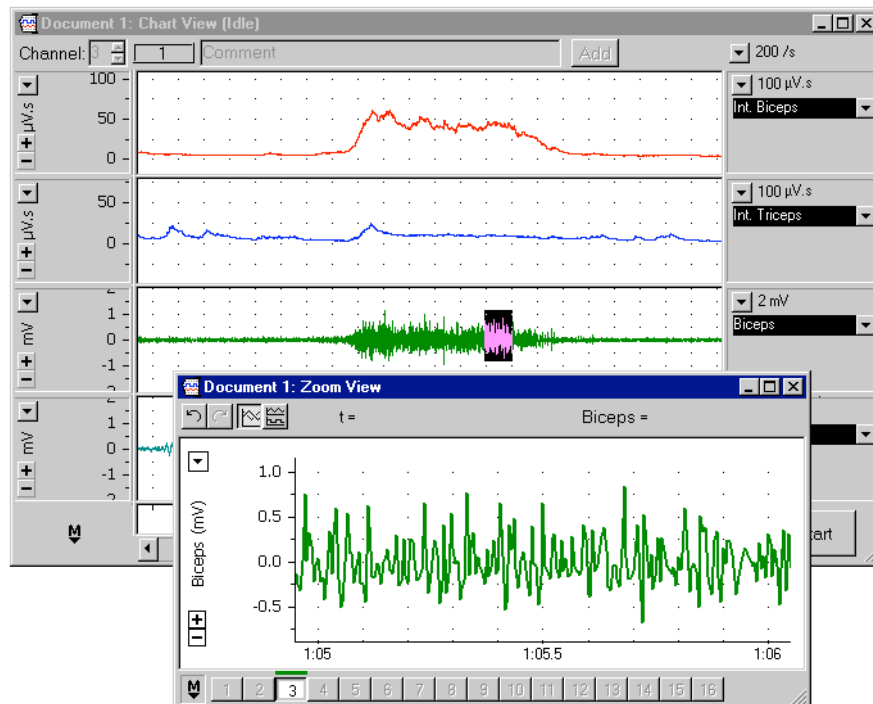 Document 1: Chart View (Idle)
Channel: 3 1 Comment Add 200 /s
100 50 0 µV.s 100 µV.s
Int. Biceps
50 0 µV.s 100 µV.s
Int. Triceps
1 0 -1 mV 2 mV
Biceps
1 0 -1 mV
M
Document 1: Zoom View
t = Biceps =
1.0
0.5
0.0
-0.5
Biceps (mV)
1:05 1:05.5 1:06
M 1 2 3 4 5 6 7 8 9 10 11 12 13 14 15 16